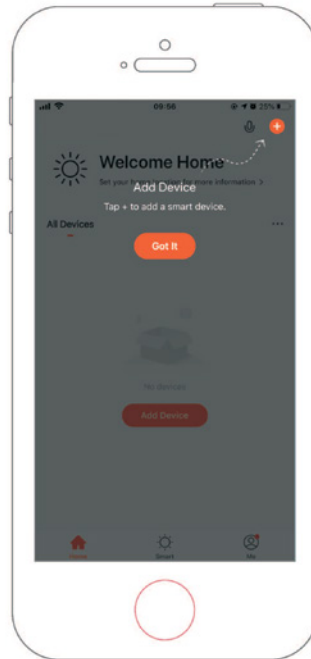 09:56
25%
Welcome Home
Set your home location for more information >
Add Device
Tap + to add a smart device.
All Devices
...
Got It
No devices
Add Device
Home
Smart
Me